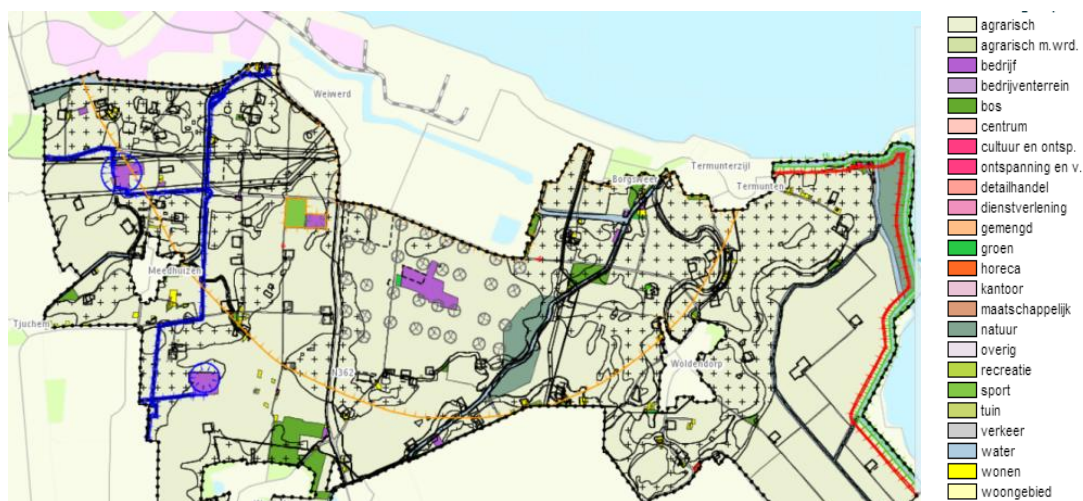 agrarisch
agrarisch m.wrd.
bedrijf
bedrijventerrein
bos
centrum
cultuur en ontsp.
ontspanning en v.
detailhandel
dienstverlening
gemengd
groen
horeca
kantoor
maatschappelijk
natuur
overig
recreatie
sport
tuin
verkeer
water
wonen
woongebied
Weiwerd
Termunterzijl
Borgsweer
Termunten
Meedhuizen
Tjuchem
N362
Woldendorp